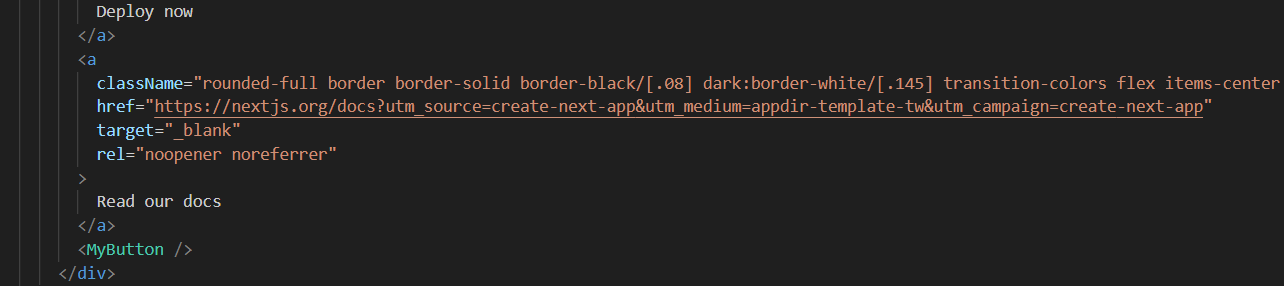 Deploy now
</a>
<a
className="rounded-full border border-solid border-black/[.08] dark:border-white/[.145] transition-colors flex items-center
href="https://nextjs.org/docs?utm_source=create-next-app&utm_medium=appdir-template-tw&utm_campaign=create-next-app"
target="_blank"
rel="noopener noreferrer"
>
Read our docs
</a>
<MyButton />
</div>